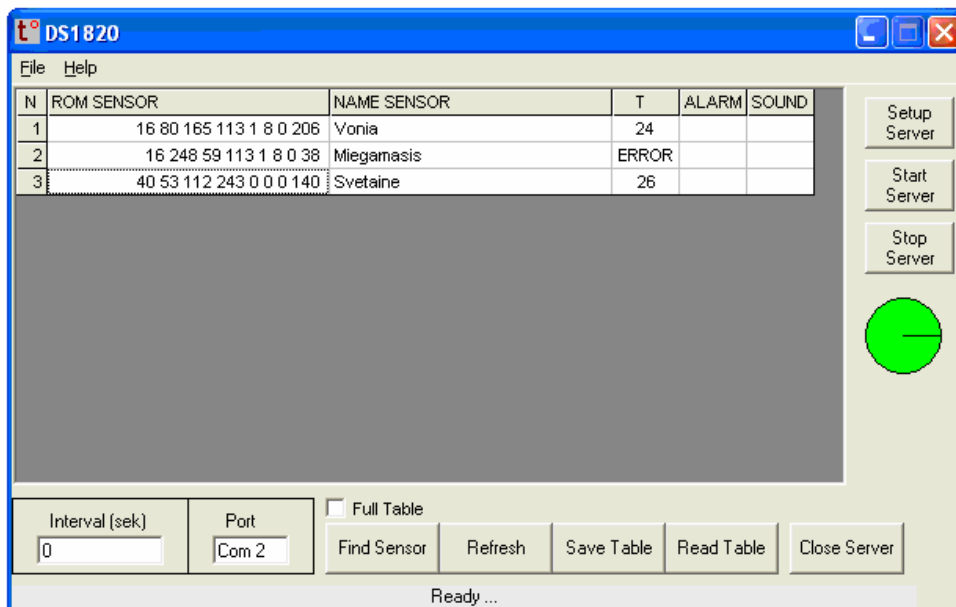 t° DS1820
File Help
N ROM SENSOR NAME SENSOR T ALARM SOUND
1 16 80 165 113 1 8 0 206 Vonia 24
2 16 248 59 113 1 8 0 38 Miegamasis ERROR
3 40 53 112 243 0 0 0 140 Svetaine 26
Setup
Server
Start
Server
Stop
Server
Interval (sek) Port
0 Com 2
Full Table
Find Sensor Refresh Save Table Read Table Close Server
Ready ...